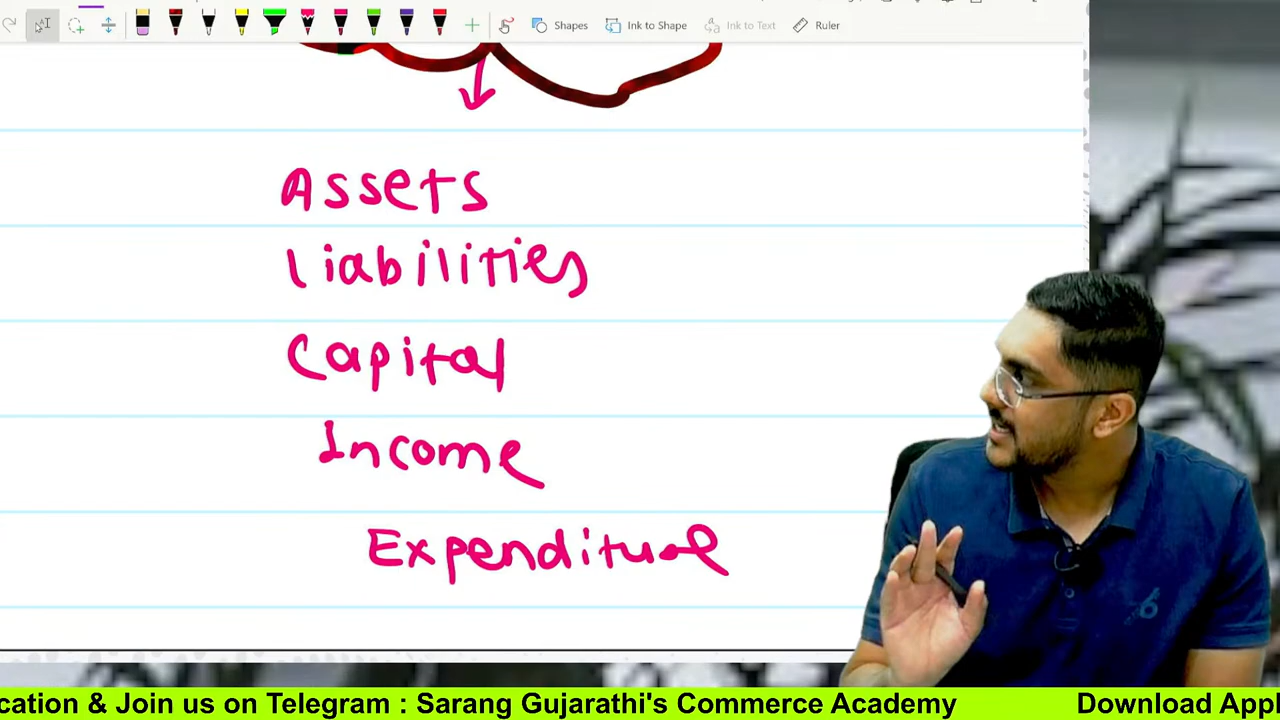 Shapes Ink to Shape Ink to Text Ruler
Assets
Liabilities
Capital
Income
Expenditure
cation & Join us on Telegram : Sarang Gujarathi's Commerce Academy Download Appl